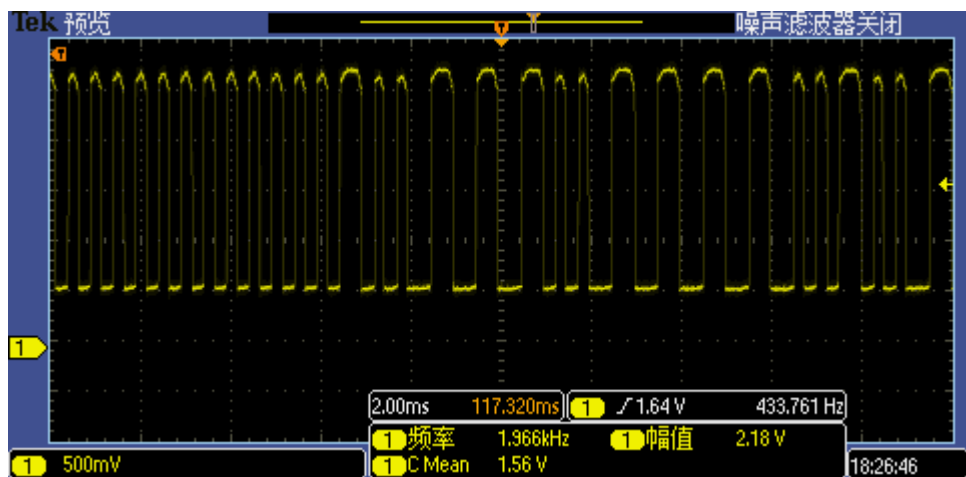 Tek 预览 噪声滤波器关闭
T
1
2.00ms 117.320ms 1 1.64 V 433.761 Hz
1 频率 1.966kHz 1 幅值 2.18 V
1 500mV 1 C Mean 1.56 V 18:26:46